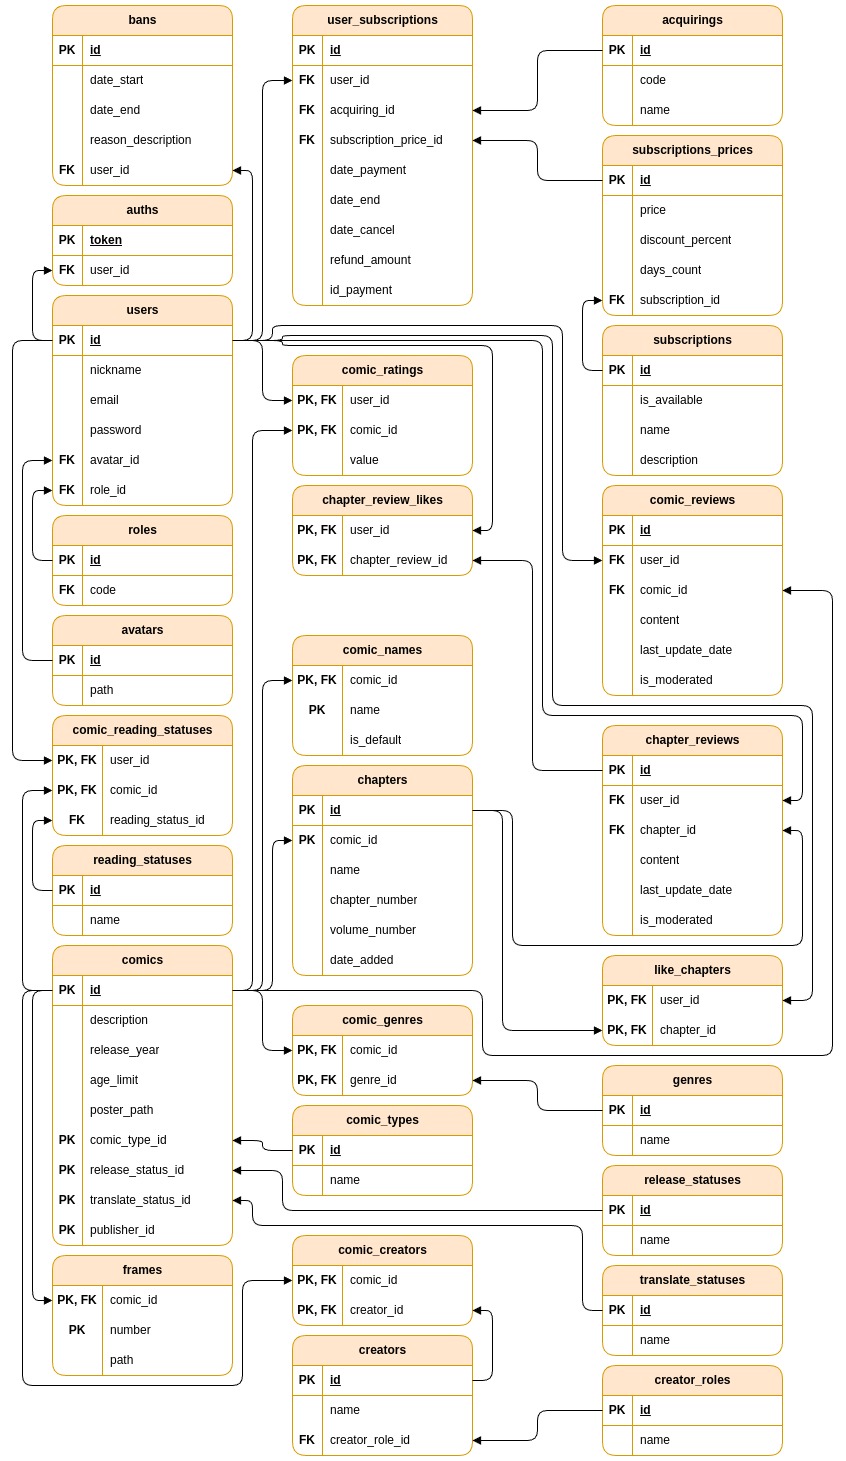 bans
PK id
date_start
date_end
reason_description
FK user_id
auths
PK token
FK user_id
users
PK id
nickname
email
password
FK avatar_id
FK role_id
roles
PK id
FK code
avatars
PK id
path
comic_reading_statuses
PK, FK user_id
PK, FK comic_id
FK reading_status_id
reading_statuses
PK id
name
comics
PK id
description
release_year
age_limit
poster_path
PK comic_type_id
PK release_status_id
PK translate_status_id
PK publisher_id
frames
PK, FK comic_id
PK number
path
user_subscriptions
PK id
FK user_id
FK acquiring_id
FK subscription_price_id
date_payment
date_end
date_cancel
refund_amount
id_payment
comic_ratings
PK, FK user_id
PK, FK comic_id
value
chapter_review_likes
PK, FK user_id
PK, FK chapter_review_id
comic_names
PK, FK comic_id
PK name
is_default
chapters
PK id
PK comic_id
name
chapter_number
volume_number
date_added
comic_genres
PK, FK comic_id
PK, FK genre_id
comic_types
PK id
name
comic_creators
PK, FK comic_id
PK, FK creator_id
creators
PK id
name
FK creator_role_id
acquirings
PK id
code
name
subscriptions_prices
PK id
price
discount_percent
days_count
FK subscription_id
subscriptions
PK id
is_available
name
description
comic_reviews
PK id
FK user_id
FK comic_id
content
last_update_date
is_moderated
chapter_reviews
PK id
FK user_id
FK chapter_id
content
last_update_date
is_moderated
like_chapters
PK, FK user_id
PK, FK chapter_id
genres
PK id
name
release_statuses
PK id
name
translate_statuses
PK id
name
creator_roles
PK id
name